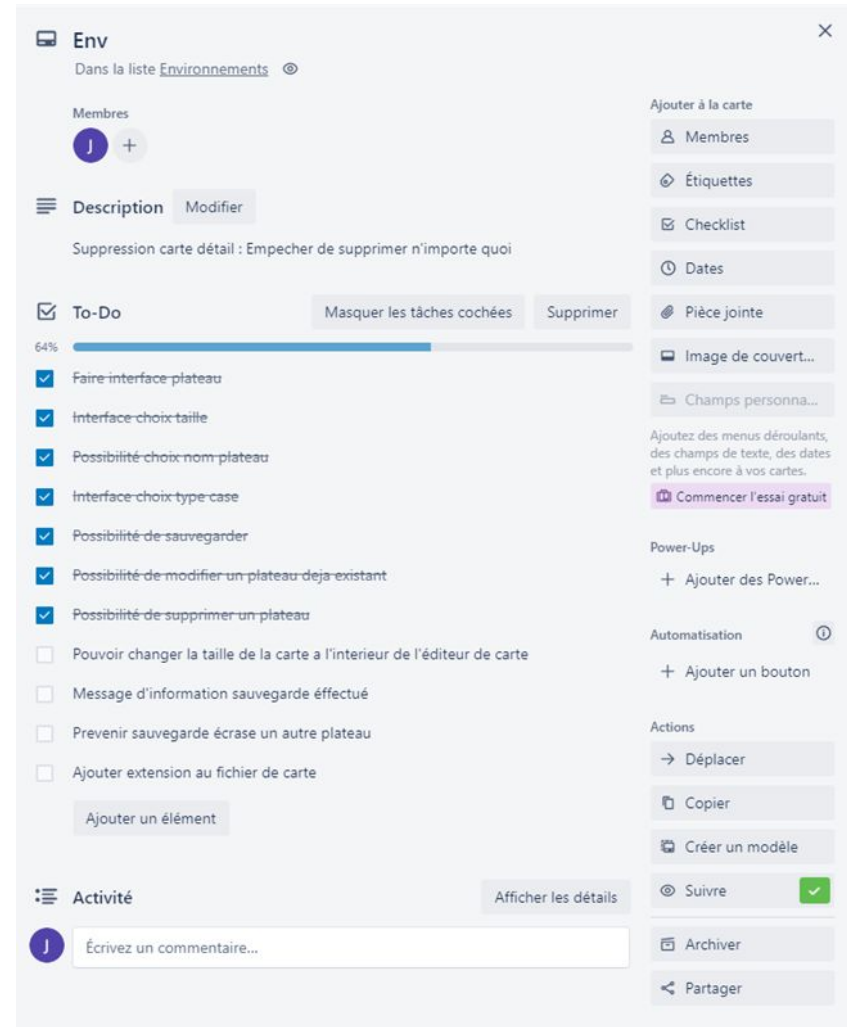 Env
Dans la liste Environnements
Membres
J
Description Modifier
Suppression carte détail : Empecher de supprimer n'importe quoi
To-Do Masquer les tâches cochées Supprimer
64%
Faire interface plateau
Interface choix taille
Possibilité choix nom plateau
Interface choix type case
Possibilité de sauvegarder
Possibilité de modifier un plateau deja existant
Possibilité de supprimer un plateau
Pouvoir changer la taille de la carte a l'interieur de l'éditeur de carte
Message d'information sauvegarde éffectué
Prevenir sauvegarde écrase un autre plateau
Ajouter extension au fichier de carte
Ajouter un élément
Activité Afficher les détails
J
Écrivez un commentaire...
Ajouter à la carte
Membres
Étiquettes
Checklist
Dates
Pièce jointe
Image de couvert...
Champs personna...
Ajoutez des menus déroulants,
des champs de texte, des dates
et plus encore à vos cartes.
Commencer l'essai gratuit
Power-Ups
+ Ajouter des Power...
Automatisation
+ Ajouter un bouton
Actions
→ Déplacer
Copier
Créer un modèle
Suivre
Archiver
Partager